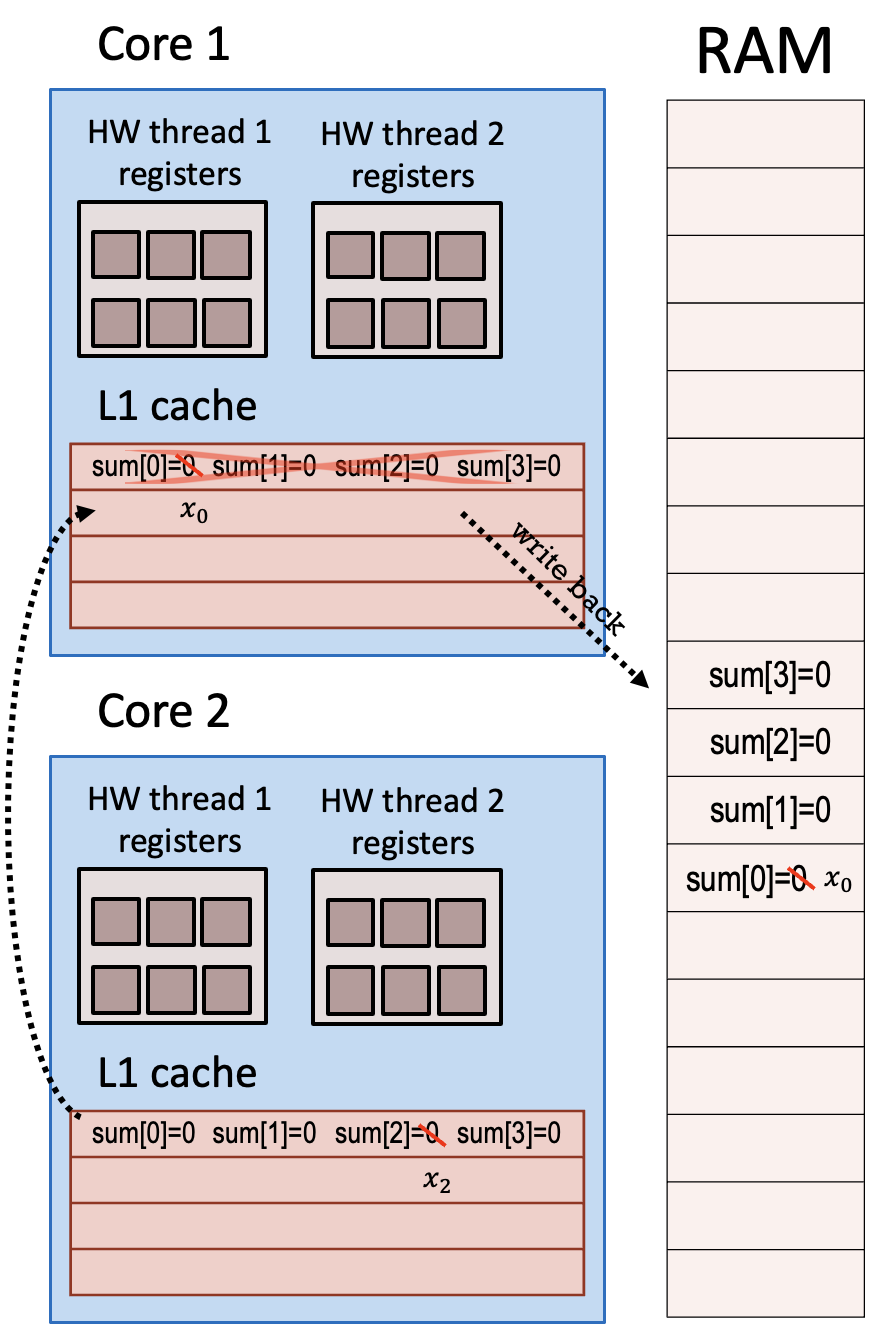 Core 1
HW thread 1
registers
HW thread 2
registers
L1 cache
sum[0]=0 sum[1]=0 sum[2]=0 sum[3]=0
x₀
write back
Core 2
HW thread 1
registers
HW thread 2
registers
L1 cache
sum[0]=0 sum[1]=0 sum[2]=0 sum[3]=0
x₂
RAM
sum[3]=0
sum[2]=0
sum[1]=0
sum[0]=0 x₀